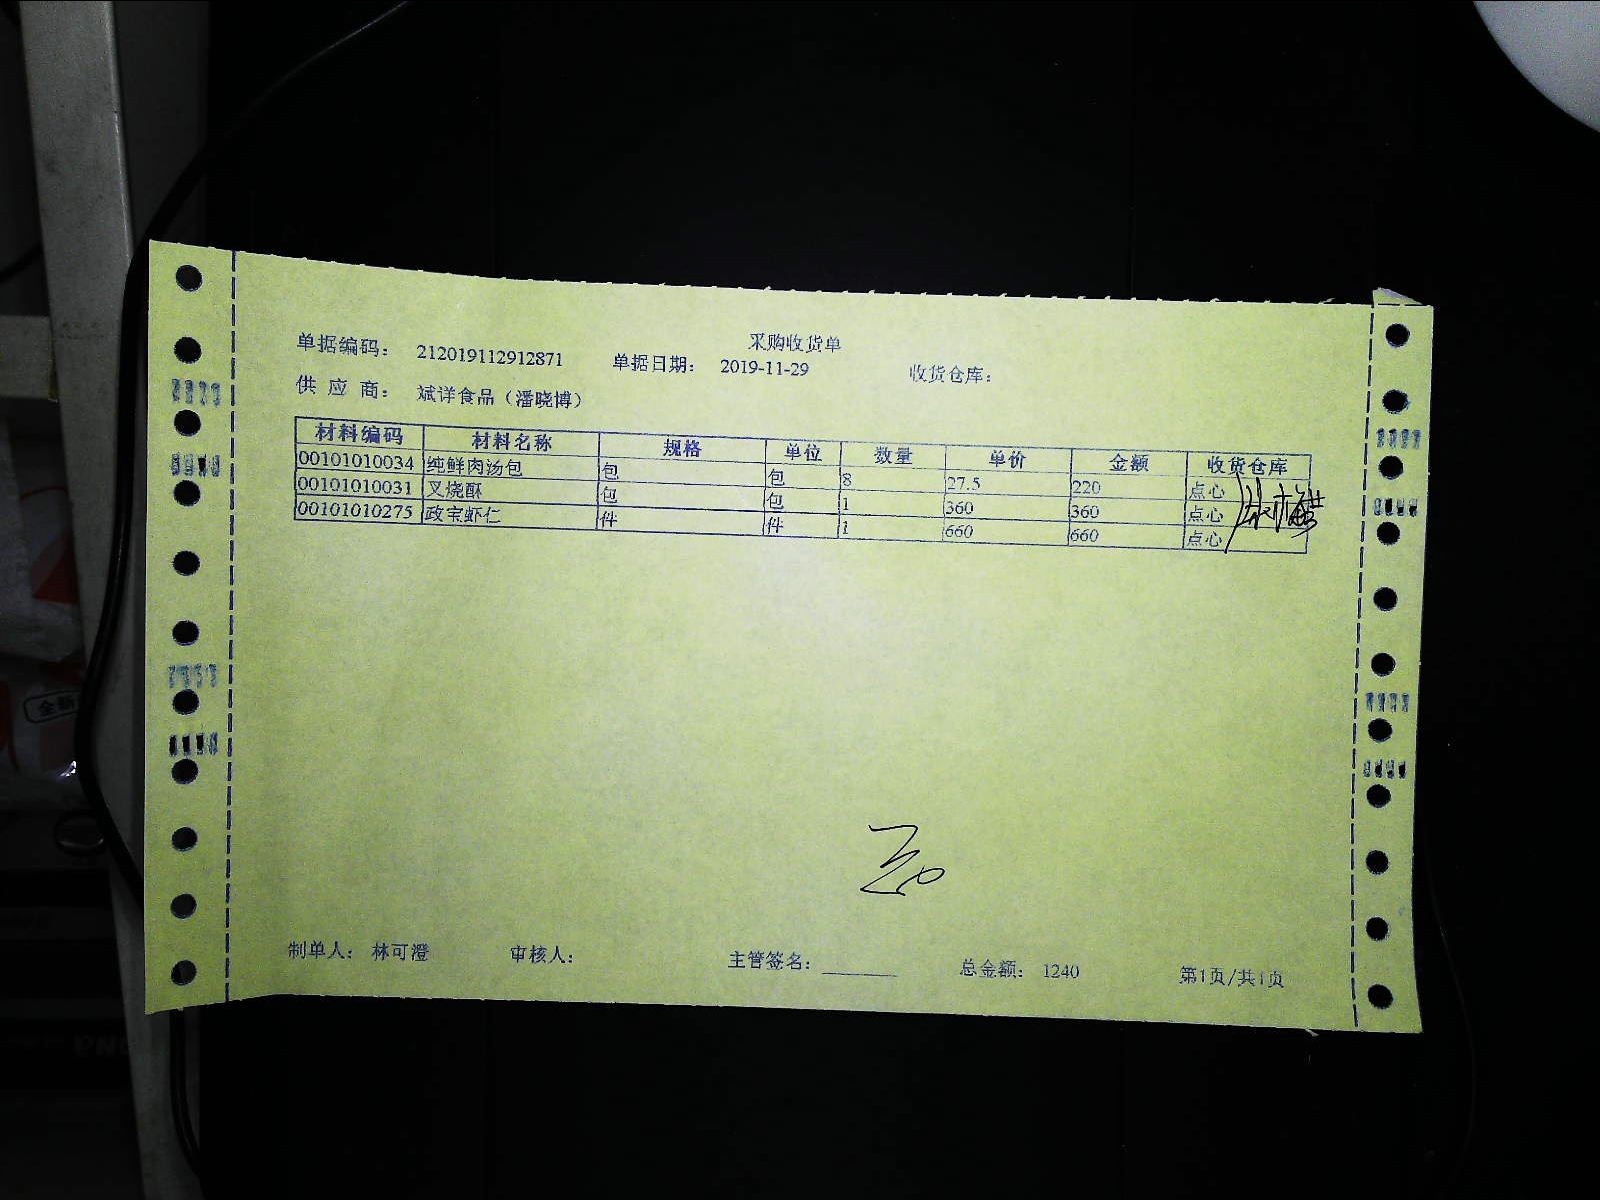 采购收货单
单据编码： 212019112912871 单据日期： 2019-11-29 收货仓库：
供 应 商： 斌详食品（潘晓博）
材料编码 材料名称 规格 单位 数量 单价 金额 收货仓库
00101010034 纯鲜肉汤包 包 包 8 27.5 220 点心
00101010031 叉烧酥 包 包 1 360 360 点心
00101010275 政宝虾仁 件 件 1 660 660 点心
制单人： 林可澄 审核人： 主管签名：________ 总金额： 1240 第1页/共1页
全新